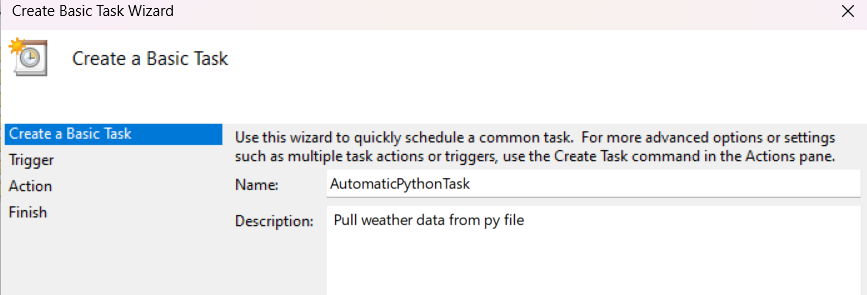 Create Basic Task Wizard
Create a Basic Task
Create a Basic Task
Use this wizard to quickly schedule a common task. For more advanced options or settings
such as multiple task actions or triggers, use the Create Task command in the Actions pane.
Trigger
Action
Finish
Name: AutomaticPythonTask
Description: Pull weather data from py file